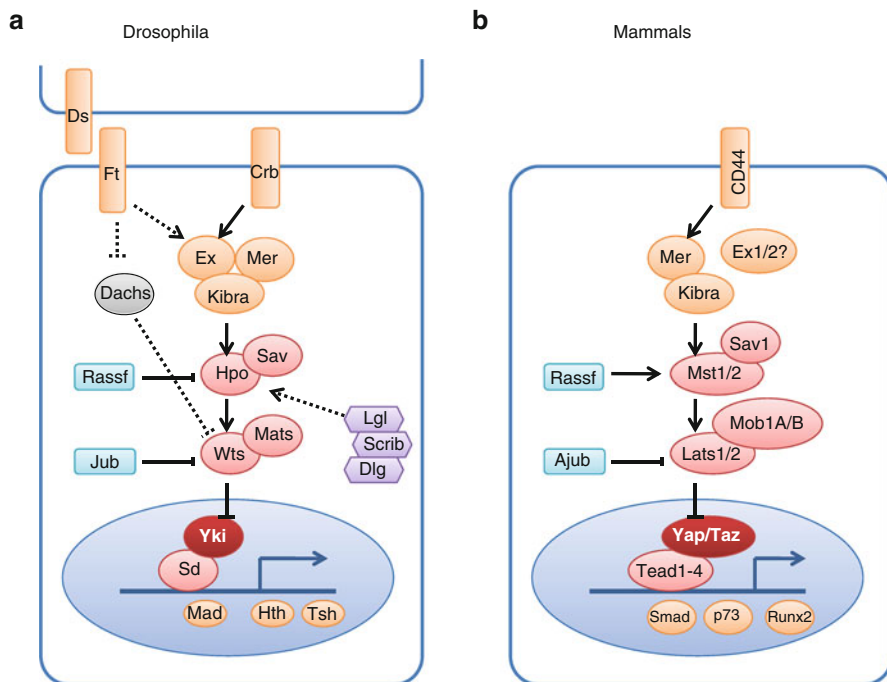 a
Drosophila
Ds
Ft
Crb
Ex
Mer
Kibra
Dachs
Sav
Hpo
Rassf
Lgl
Scrib
Dlg
Mats
Wts
Jub
Yki
Sd
Mad
Hth
Tsh
b
Mammals
CD44
Mer
Ex1/2?
Kibra
Sav1
Mst1/2
Rassf
Mob1A/B
Lats1/2
Ajub
Yap/Taz
Tead1-4
Smad
p73
Runx2